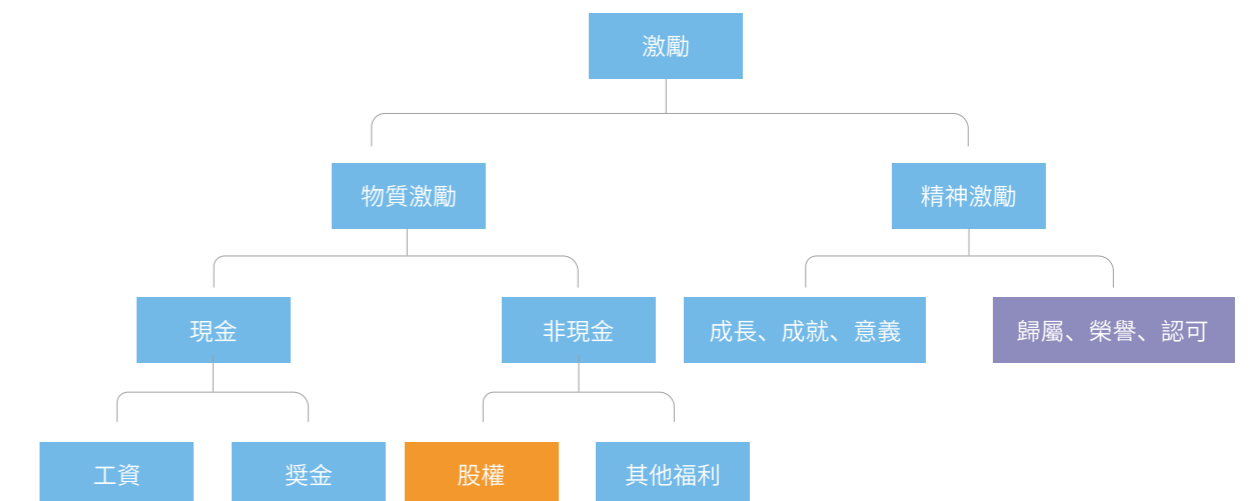 激勵
物質激勵
精神激勵
現金
非現金
成長、成就、意義
歸屬、榮譽、認可
工資
奨金
股權
其他福利